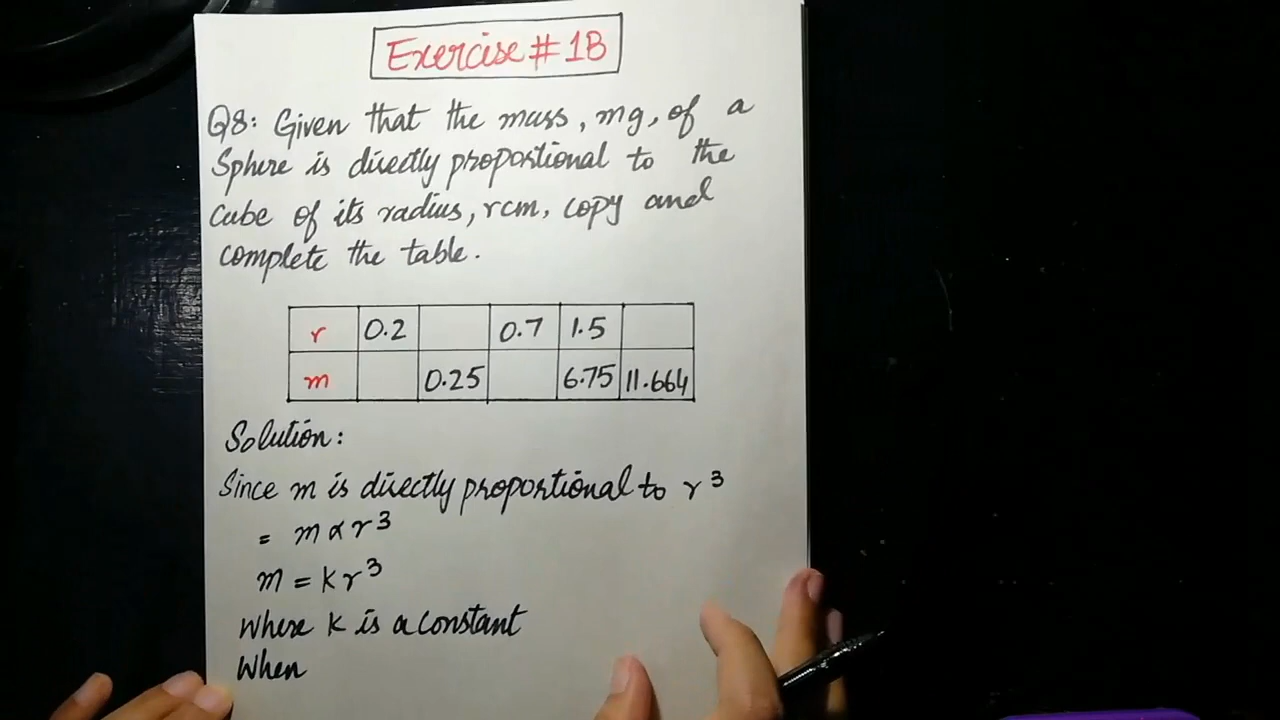 Exercise # 1B
Q8: Given that the mass, mg, of a
Sphere is directly proportional to the
cube of its radius, rcm, copy and
complete the table.
r 0.2 0.7 1.5
m 0.25 6.75 11.664
Solution:
Since m is directly proportional to r³
= m ∝ r³
m = kr³
Where k is a constant
When